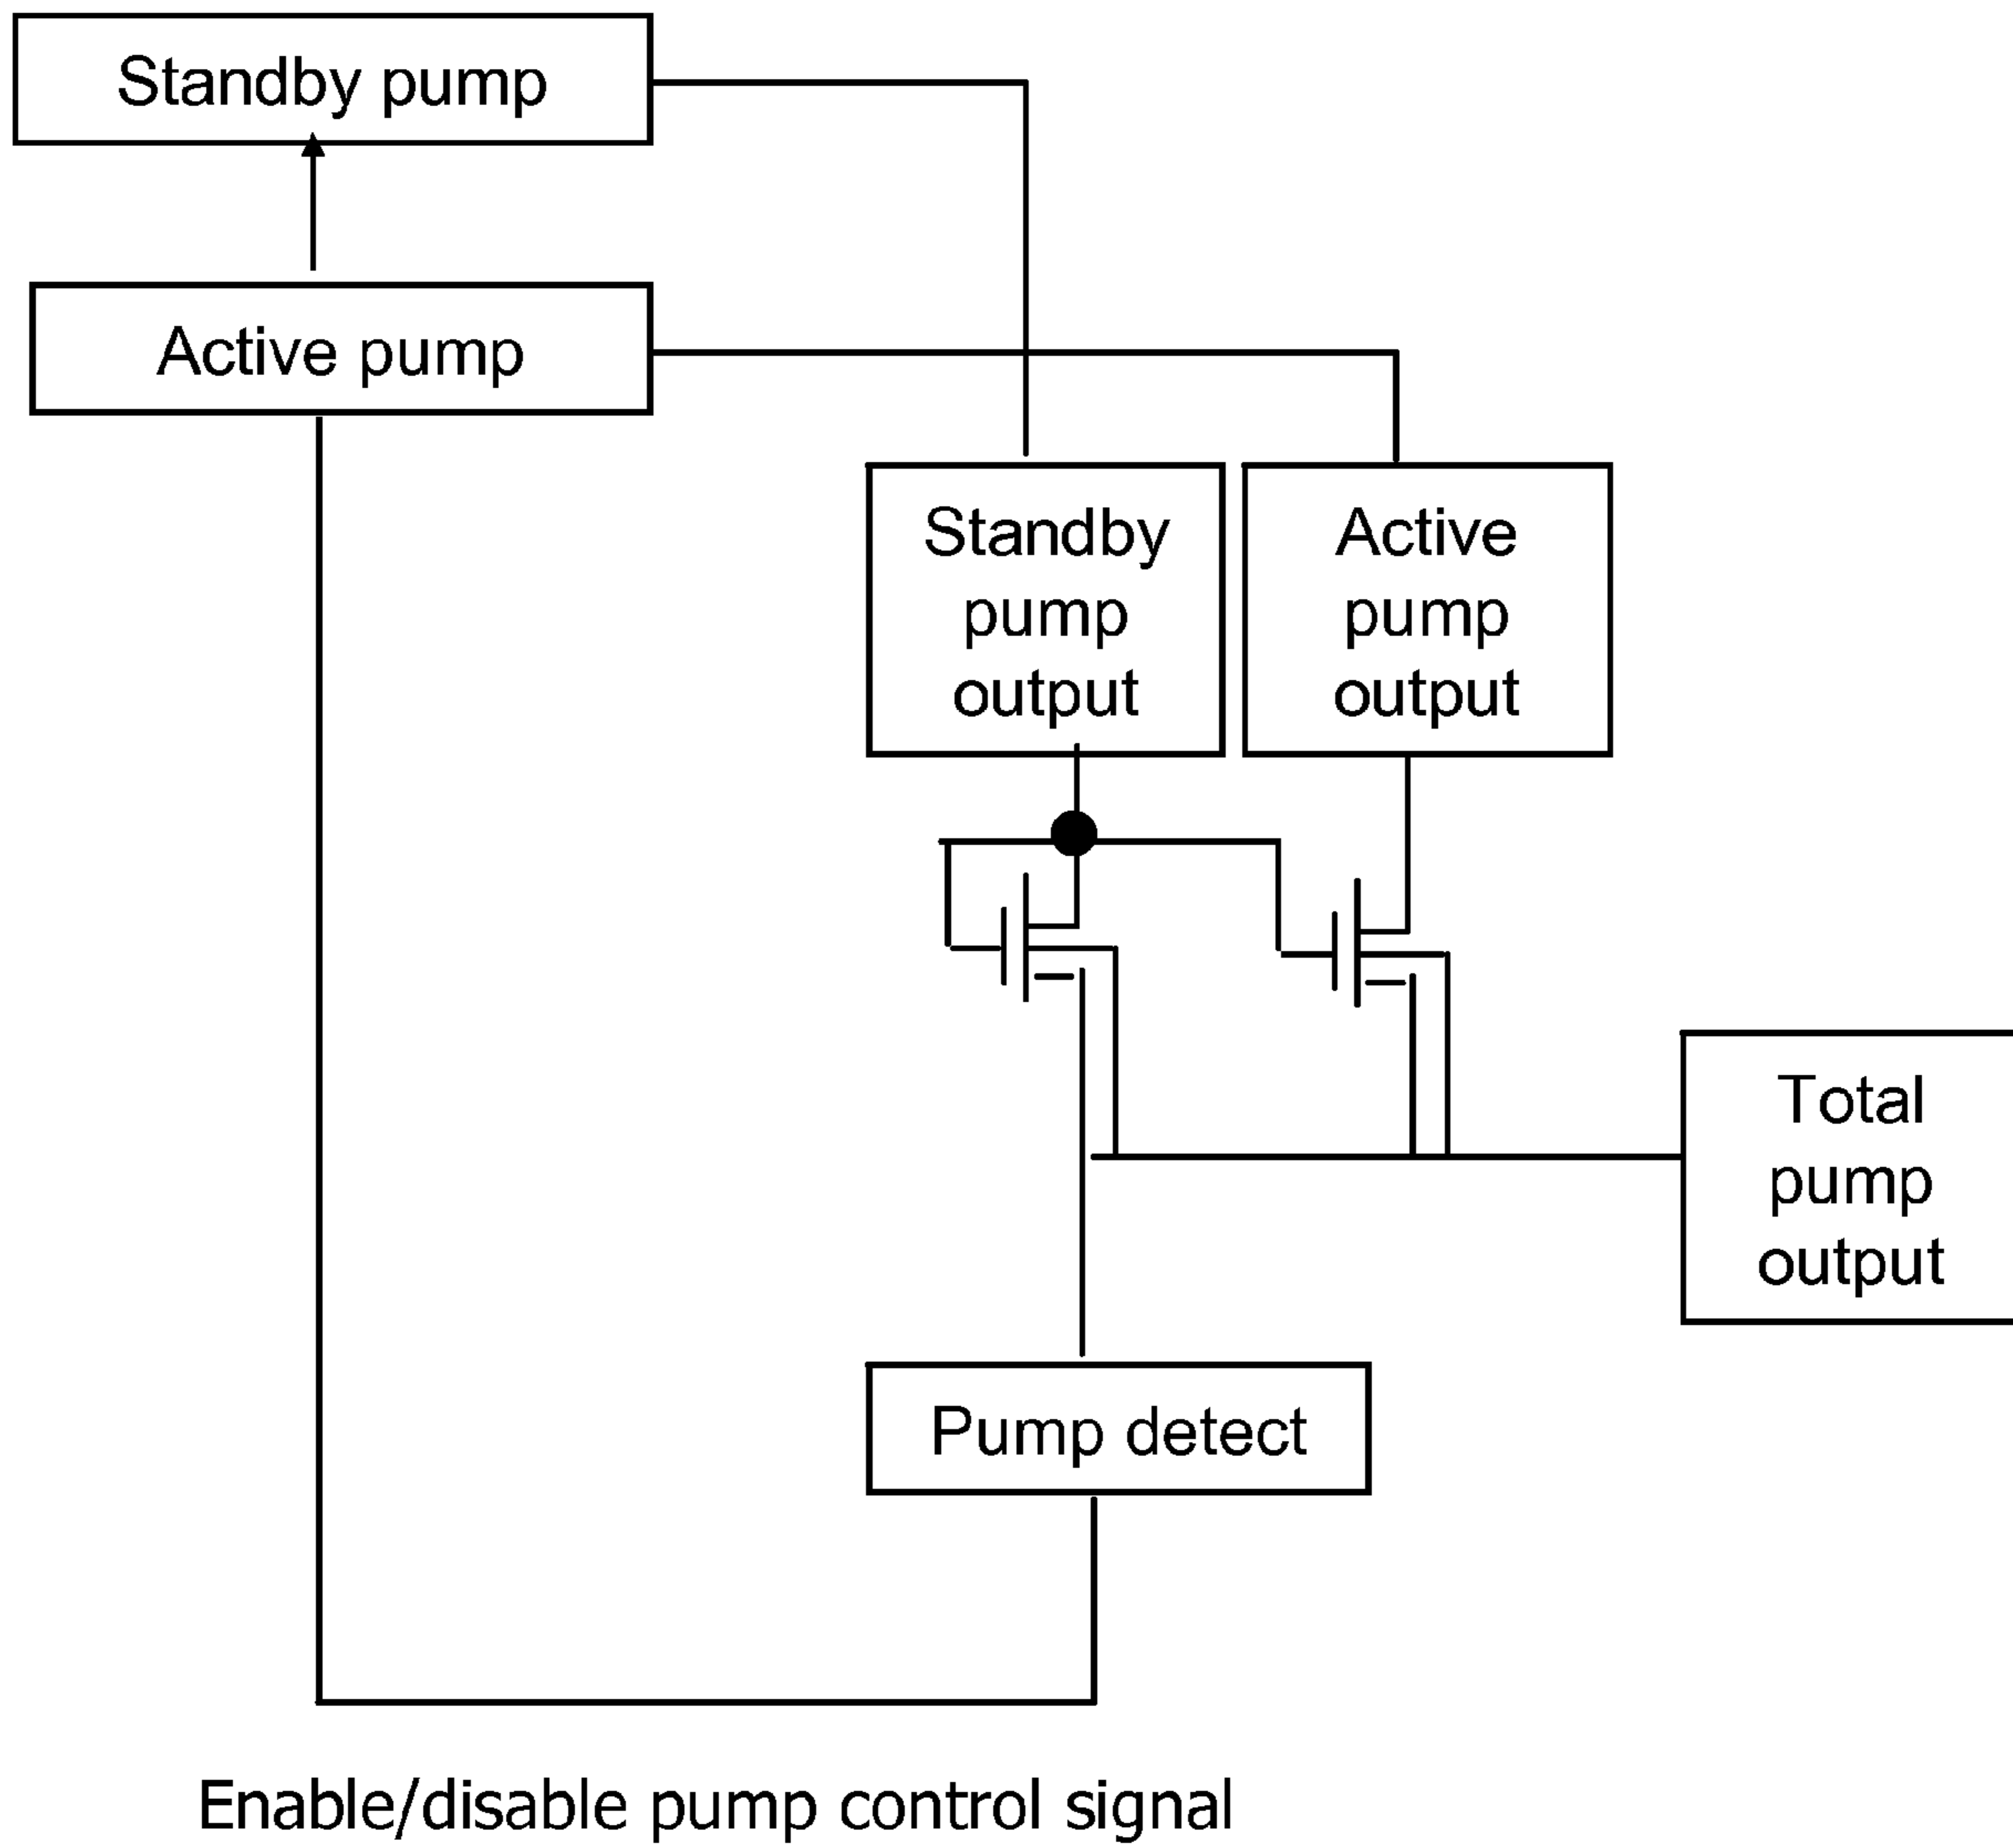 Standby pump
Active pump
Standby
pump
output
Active
pump
output
Total
pump
output
Pump detect
Enable/disable pump control signal